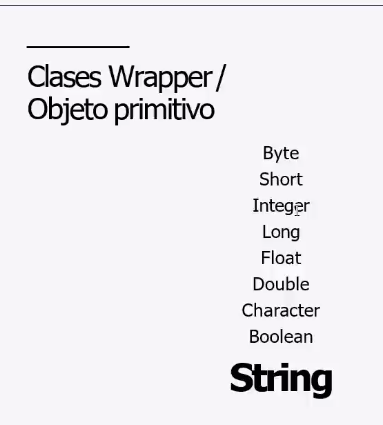 Clases Wrapper /
Objeto primitivo
Byte
Short
Integer
Long
Float
Double
Character
Boolean
String